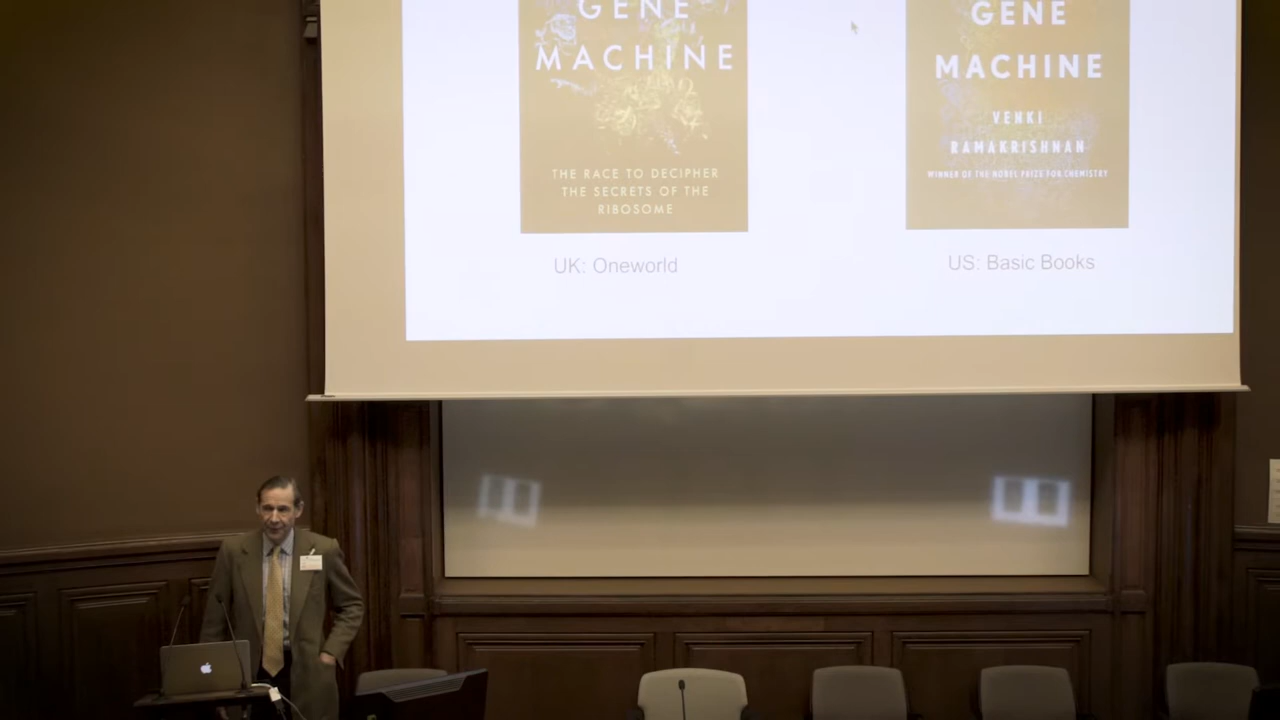 GENE
MACHINE
THE RACE TO DECIPHER
THE SECRETS OF THE
RIBOSOME
UK: Oneworld
GENE
MACHINE
VENKI
RAMAKRISHNAN
WINNER OF THE NOBEL PRIZE FOR CHEMISTRY
US: Basic Books